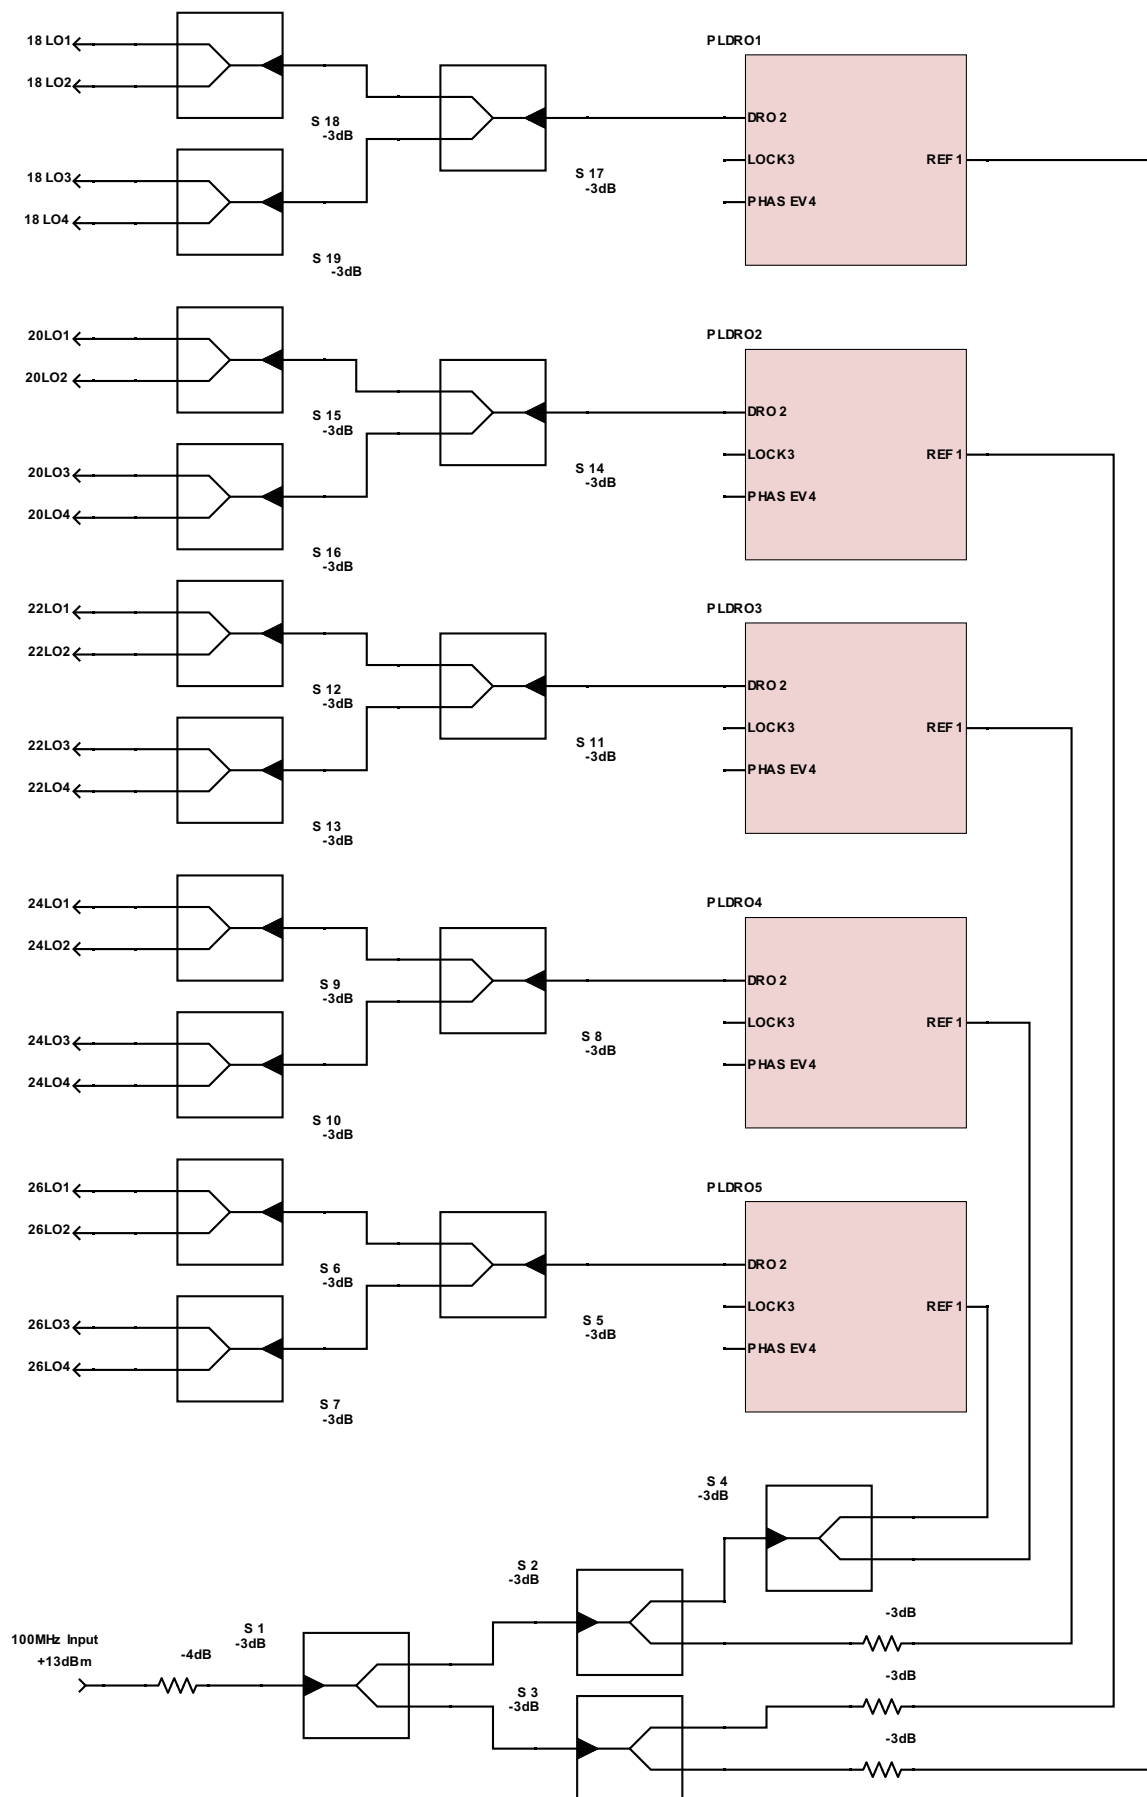 18 LO1
18 LO2
S 18
-3dB
18 LO3
18 LO4
S 19
-3dB
S 17
-3dB
PLDRO1
DRO 2
LOCK3
REF 1
PHAS EV4
20LO1
20LO2
S 15
-3dB
20LO3
20LO4
S 16
-3dB
S 14
-3dB
PLDRO2
DRO 2
LOCK3
REF 1
PHAS EV4
22LO1
22LO2
S 12
-3dB
22LO3
22LO4
S 13
-3dB
S 11
-3dB
PLDRO3
DRO 2
LOCK3
REF 1
PHAS EV4
24LO1
24LO2
S 9
-3dB
24LO3
24LO4
S 10
-3dB
S 8
-3dB
PLDRO4
DRO 2
LOCK3
REF 1
PHAS EV4
26LO1
26LO2
S 6
-3dB
26LO3
26LO4
S 7
-3dB
S 5
-3dB
PLDRO5
DRO 2
LOCK3
REF 1
PHAS EV4
S 4
-3dB
S 2
-3dB
-3dB
100MHz Input
+13dBm
-4dB
S 1
-3dB
S 3
-3dB
-3dB
-3dB